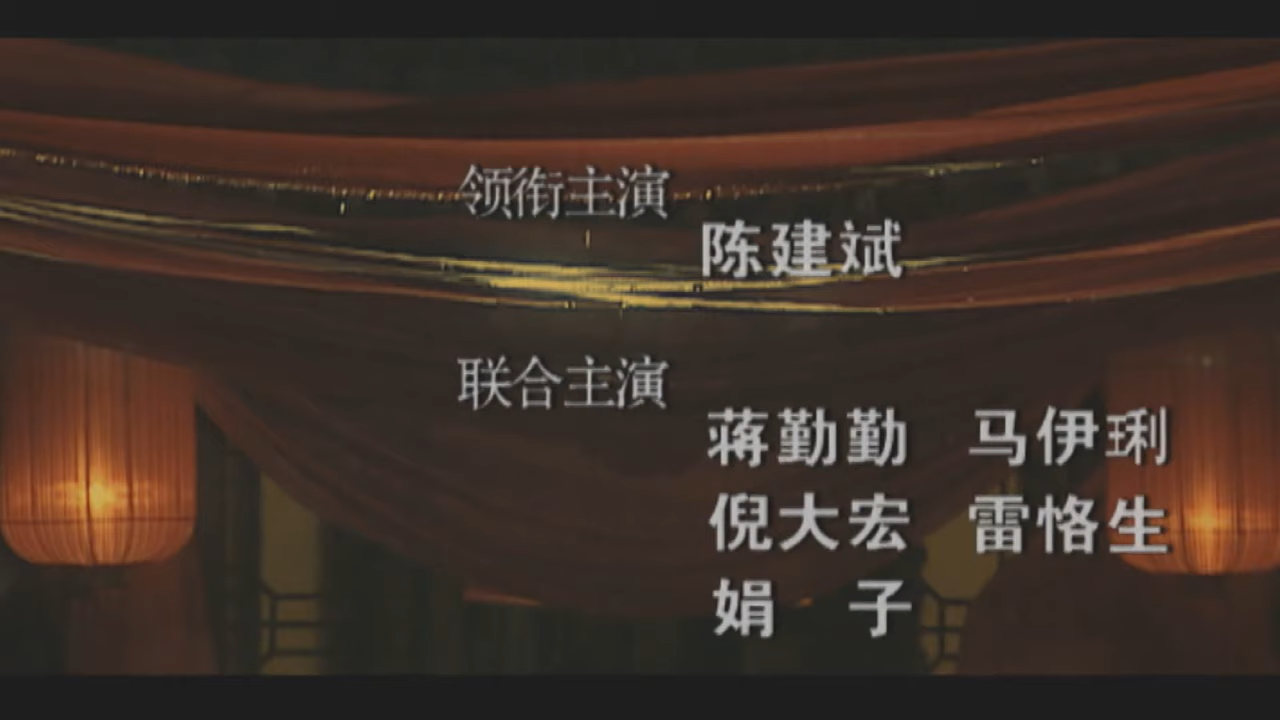 领衔主演
陈建斌
联合主演
蒋勤勤 马伊琍
倪大宏 雷恪生
娟 子